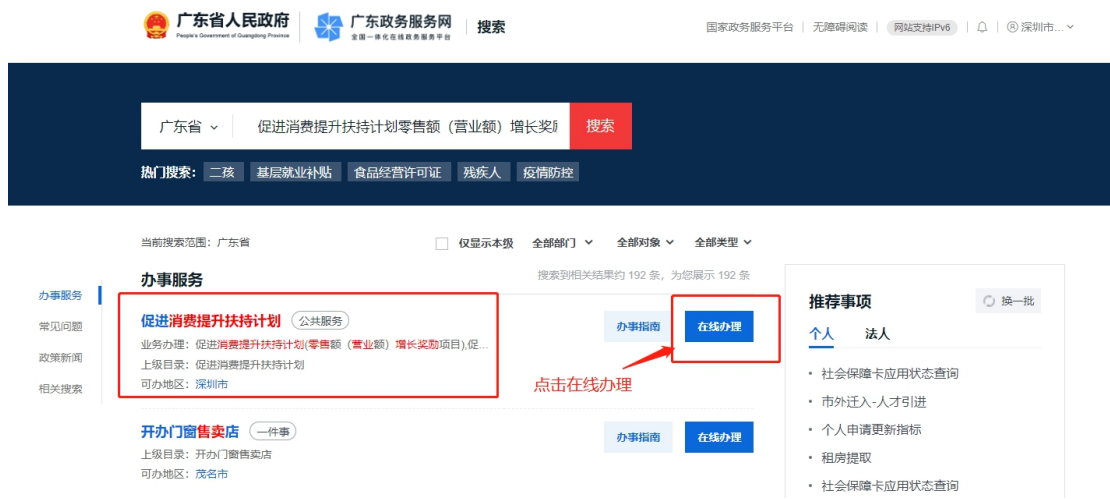 广东省人民政府
People's Government of Guangdong Province
广东政务服务网
全国一体化在线政务服务平台
搜索
国家政务服务平台 | 无障碍阅读 | 网站支持IPv6 | 深圳市...
广东省
促进消费提升扶持计划零售额（营业额）增长奖
搜索
热门搜索： 二孩 基层就业补贴 食品经营许可证 残疾人 疫情防控
当前搜索范围：广东省
仅显示本级 全部部门 全部对象 全部类型
办事服务
常见问题
政策新闻
相关搜索
办事服务
搜索到相关结果约 192 条，为您展示 192 条
促进消费提升扶持计划 公共服务
业务办理：促进消费提升扶持计划(零售额（营业额）增长奖励项目),促...
上级目录：促进消费提升扶持计划
可办地区：深圳市
办事指南 在线办理
点击在线办理
开办门窗售卖店 一件事
上级目录：开办门窗售卖店
可办地区：茂名市
办事指南 在线办理
推荐事项 换一批
个人 法人
• 社会保障卡应用状态查询
• 市外迁入-人才引进
• 个人申请更新指标
• 租房提取
• 社会保障卡应用状态查询